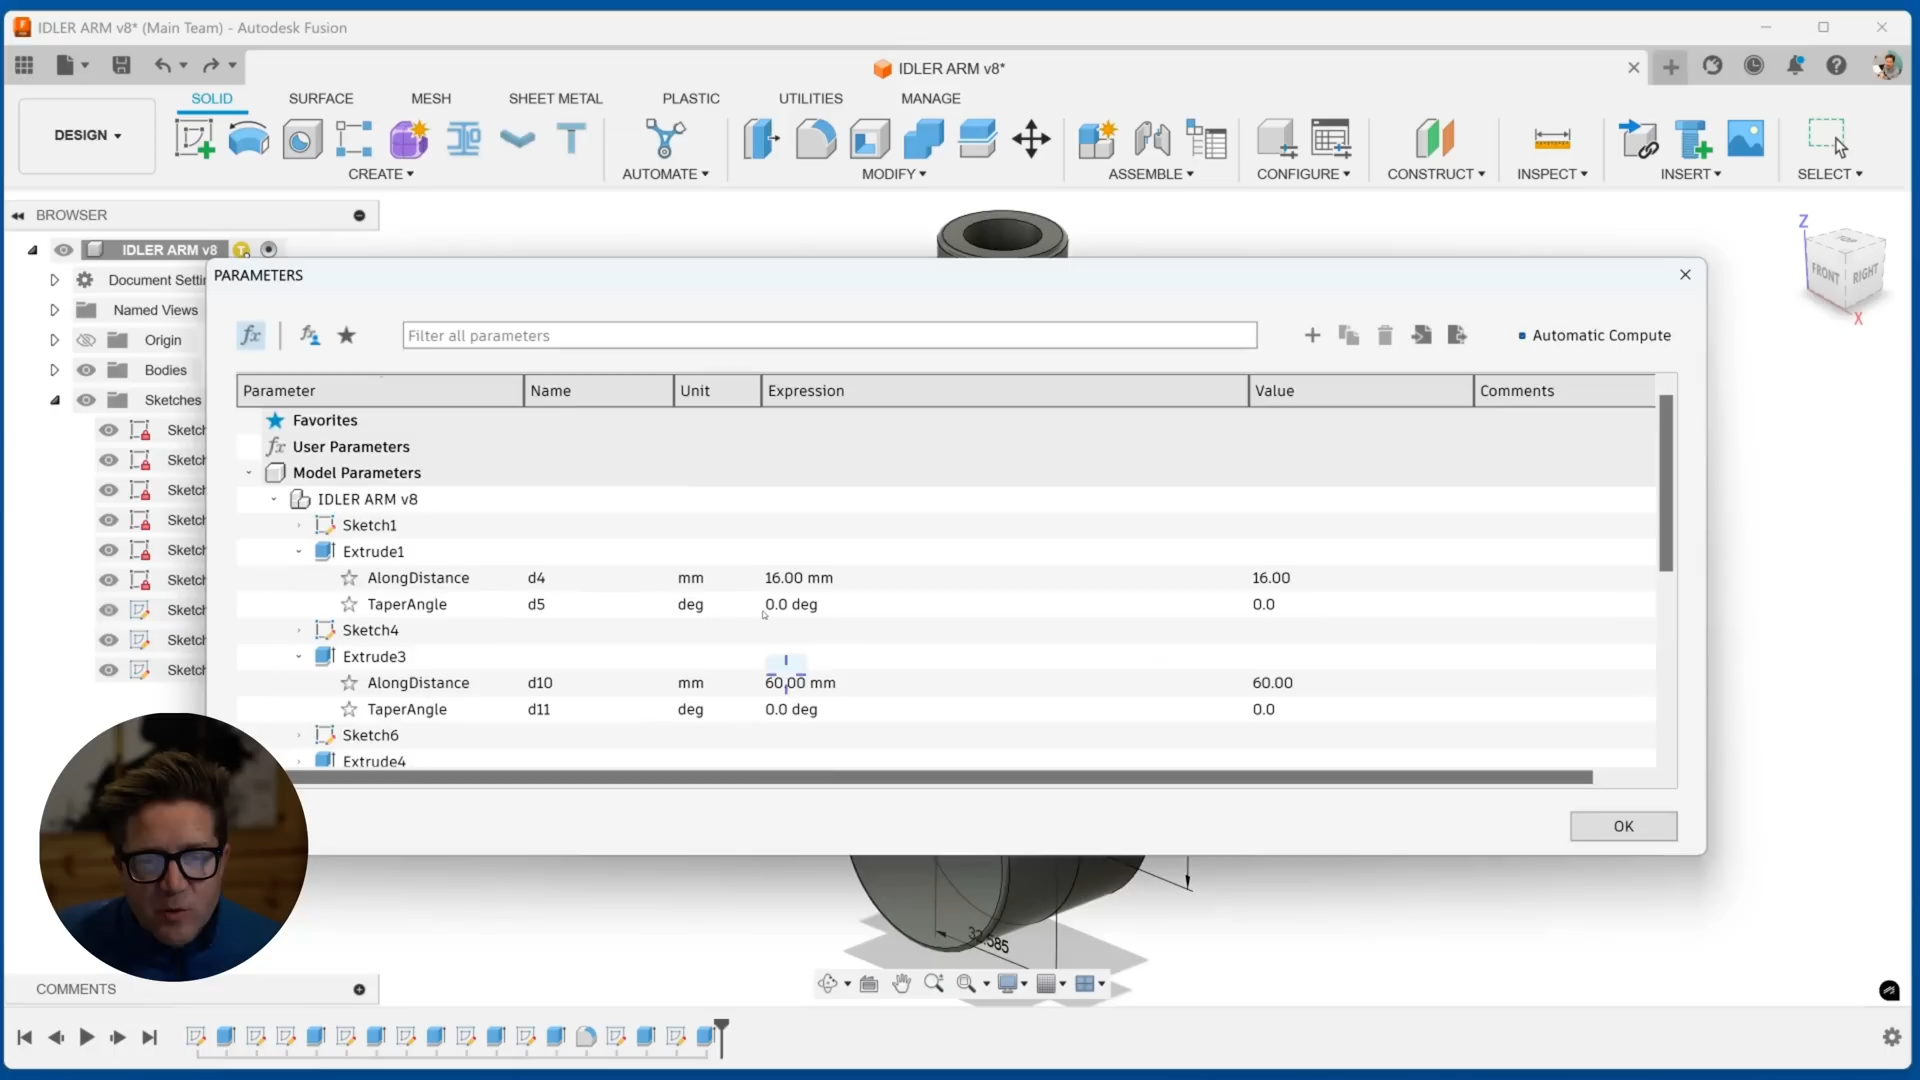 IDLER ARM v8* (Main Team) - Autodesk Fusion
IDLER ARM v8*
SOLID SURFACE MESH SHEET METAL PLASTIC UTILITIES MANAGE
DESIGN
CREATE AUTOMATE MODIFY ASSEMBLE CONFIGURE CONSTRUCT INSPECT INSERT SELECT
BROWSER
IDLER ARM v8
Document Setti
Named Views
Origin
Bodies
Sketches
Sketch
Sketch
Sketch
Sketch
Sketch
Sketch
Sketch
Sketch
Sketch
Z
FRONT RIGHT
X
PARAMETERS
fx fx Filter all parameters Automatic Compute
Parameter Name Unit Expression Value Comments
Favorites
fx User Parameters
Model Parameters
IDLER ARM v8
Sketch1
Extrude1
AlongDistance d4 mm 16.00 mm 16.00
TaperAngle d5 deg 0.0 deg 0.0
Sketch4
Extrude3
AlongDistance d10 mm 60.00 mm 60.00
TaperAngle d11 deg 0.0 deg 0.0
Sketch6
Extrude4
OK
COMMENTS